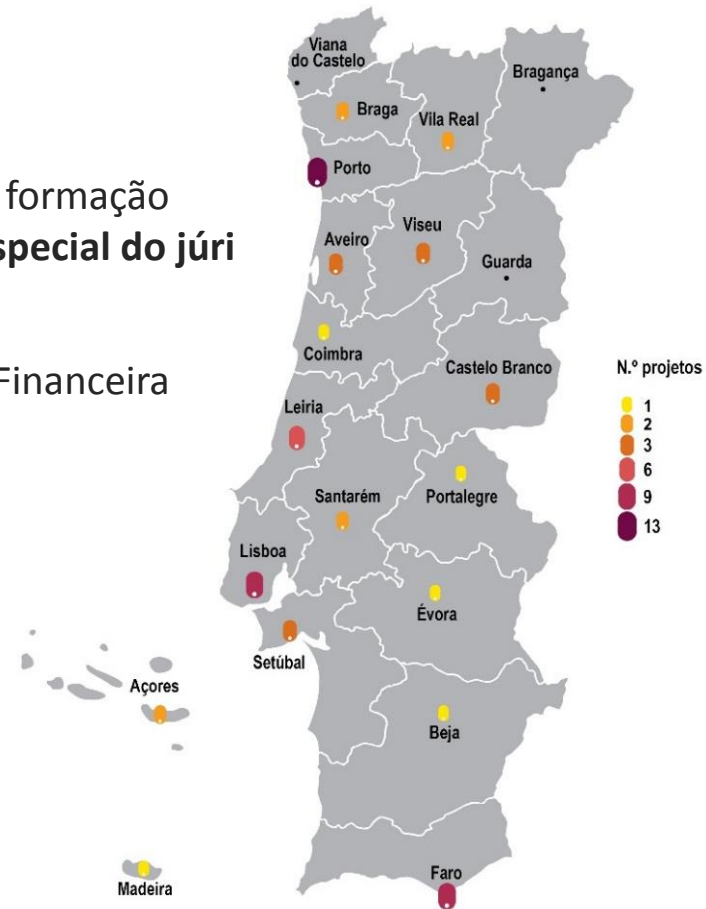 formação
special do júri
Financeira
Viana
do Castelo
Bragança
Braga
Vila Real
Porto
Viseu
Aveiro
Guarda
Coimbra
Castelo Branco
Leiria
Santarém
Portalegre
Lisboa
Évora
Setúbal
Açores
Beja
Madeira
Faro
N.º projetos
1
2
3
6
9
13